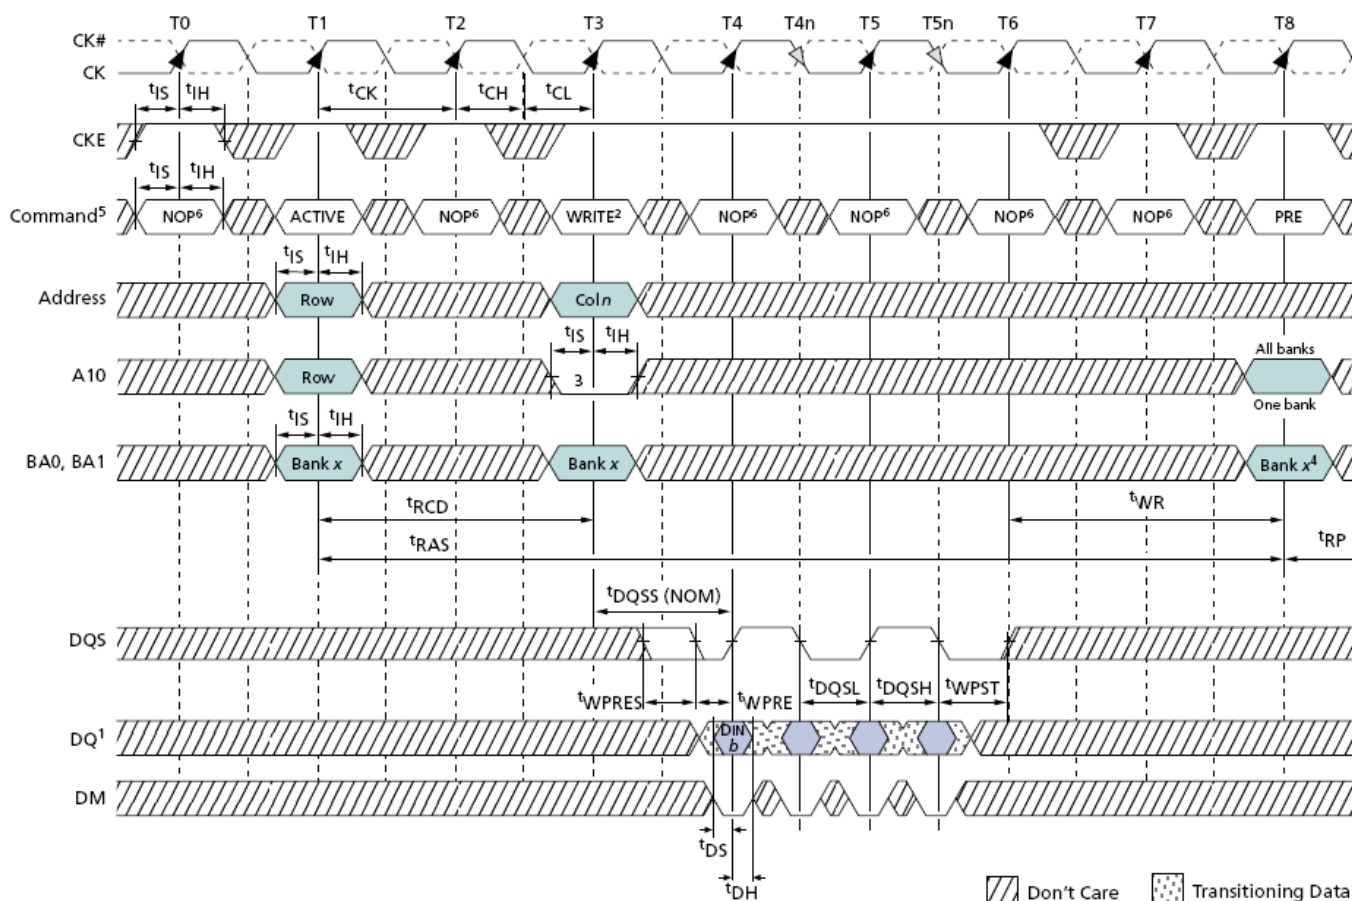 T0 T1 T2 T3 T4 T4n T5 T5n T6 T7 T8
CK#
CK
tIS tIH tCK tCH tCL
CKE
tIS tIH
Command⁵ NOP⁶ ACTIVE NOP⁶ WRITE² NOP⁶ NOP⁶ NOP⁶ NOP⁶ PRE
tIS tIH
Address Row Col n
tIS tIH
All banks
A10 Row 3
One bank
tIS tIH
BA0, BA1 Bank x Bank x Bank x⁴
tRCD tWR
tRAS tRP
tDQSS (NOM)
DQS
tWPRES tWPRE tDQSL tDQSH tWPST
DQ¹ DIN
b
DM
tDS
tDH
Don't Care Transitioning Data